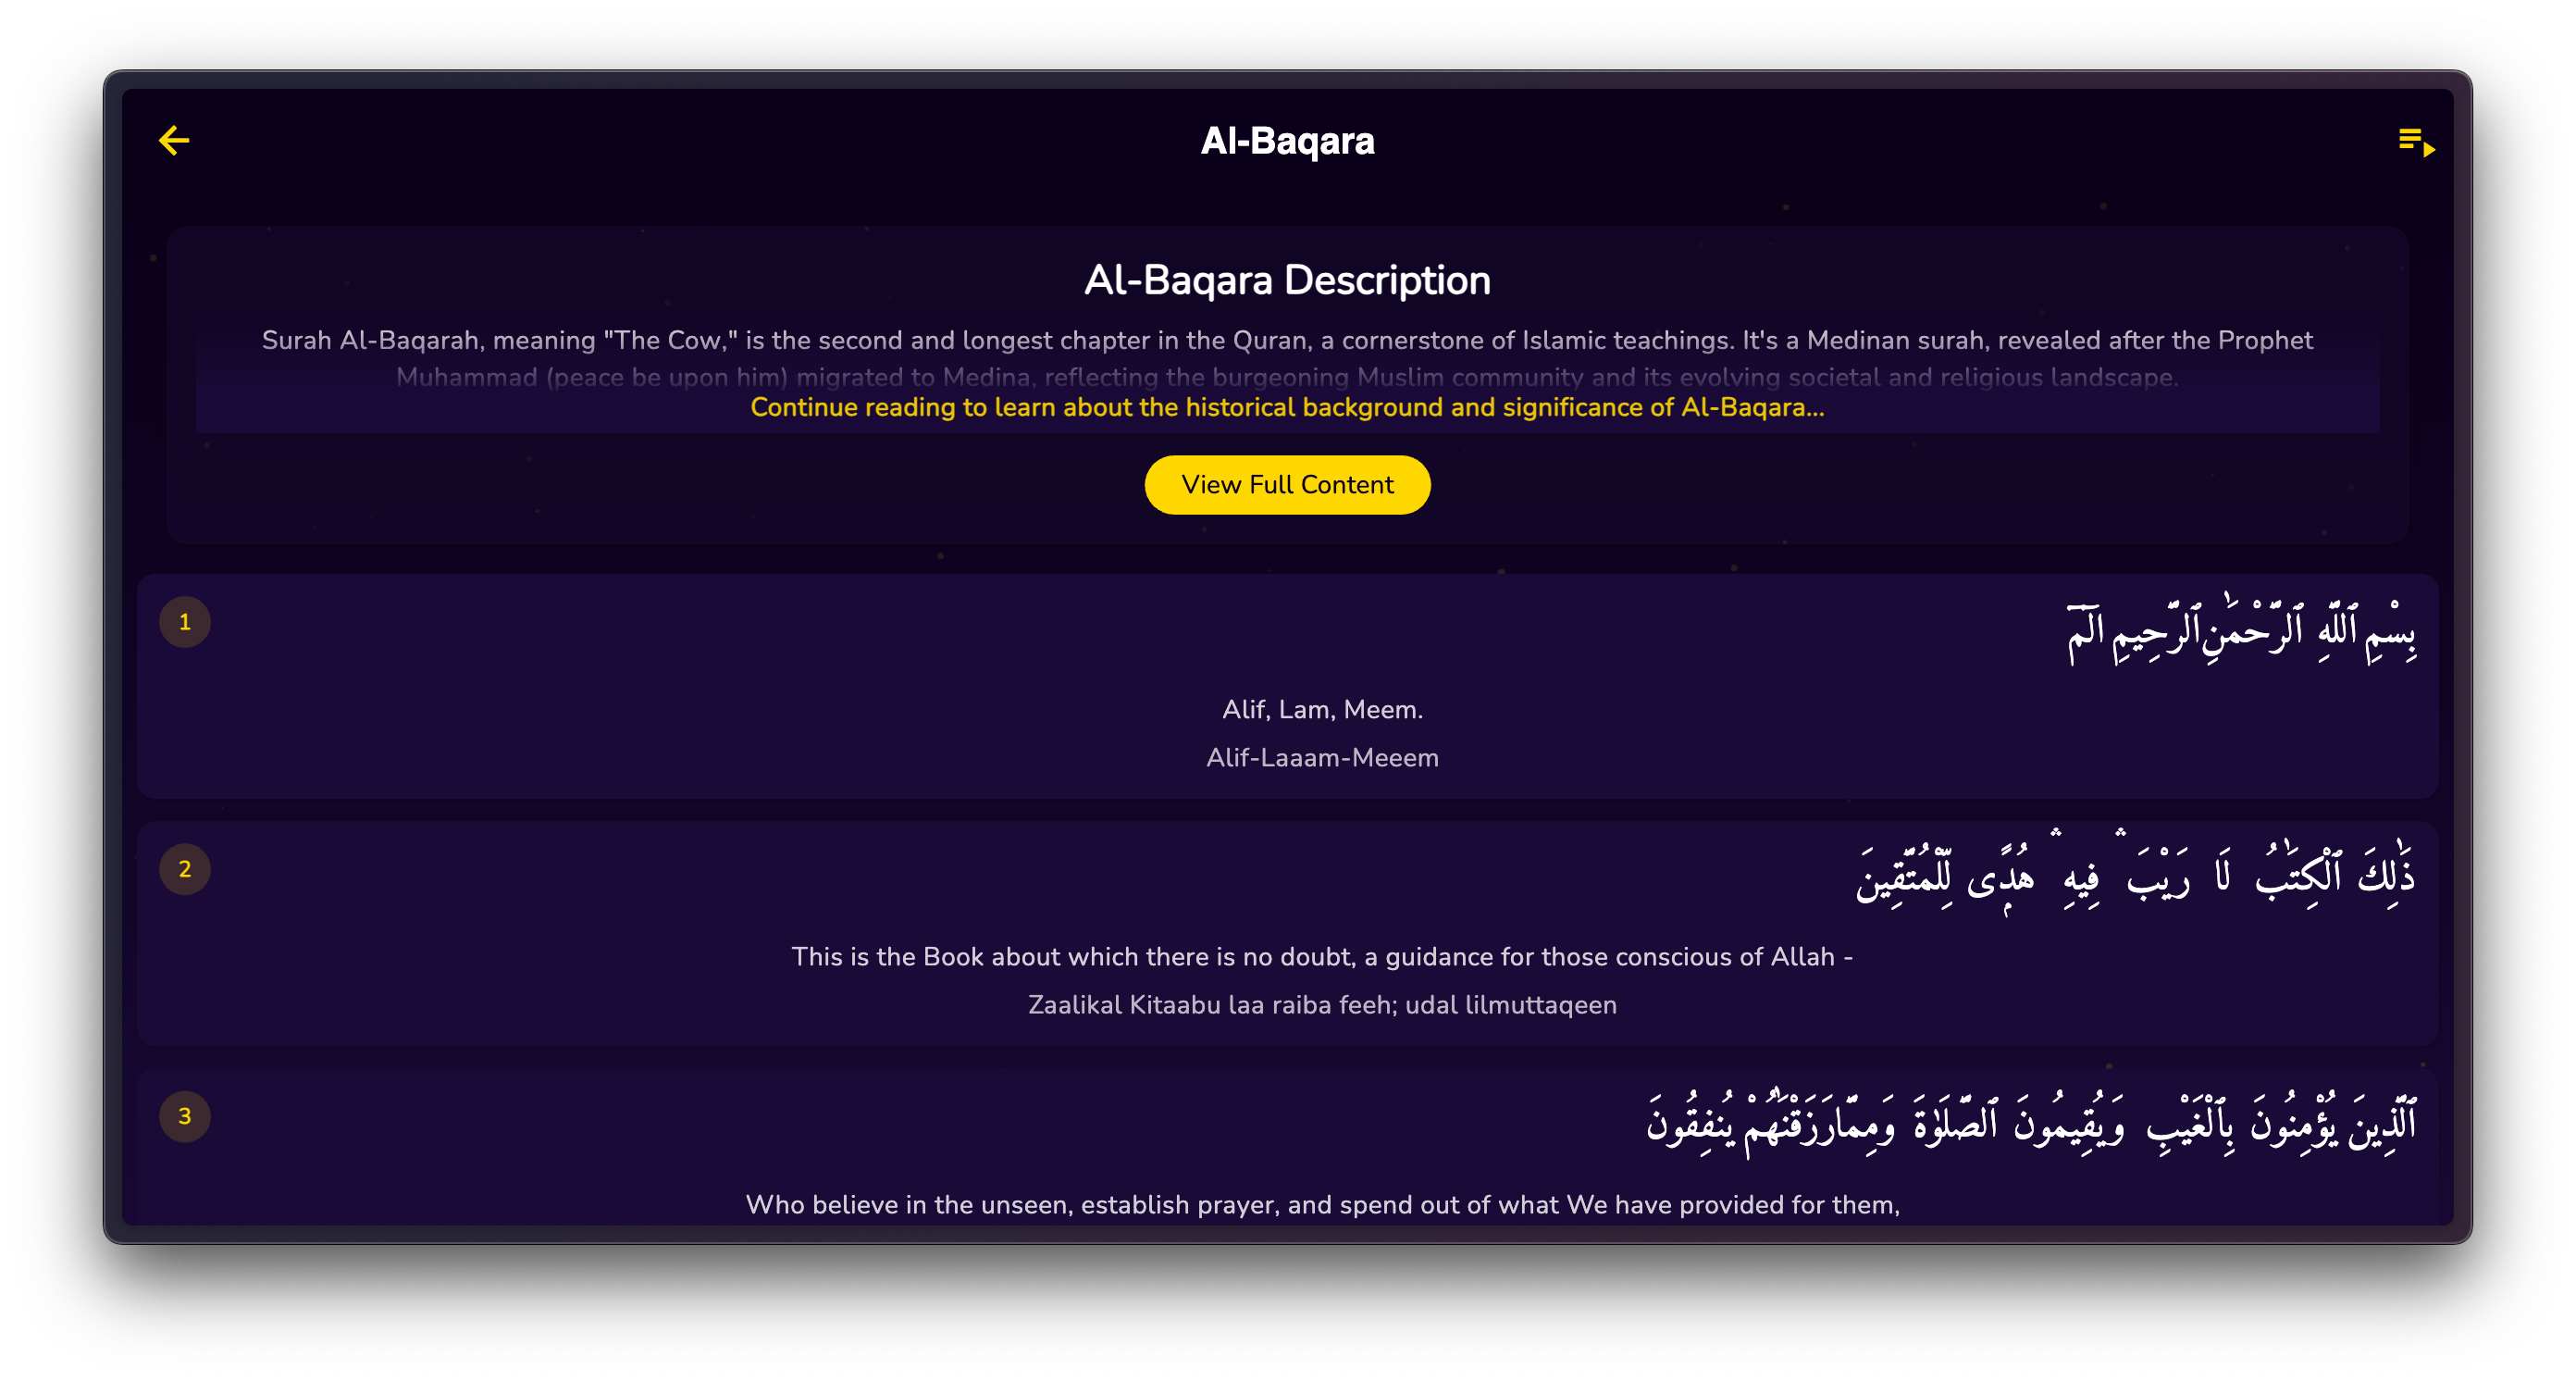 Al-Baqara
Al-Baqara Description
Surah Al-Baqarah, meaning "The Cow," is the second and longest chapter in the Quran, a cornerstone of Islamic teachings. It's a Medinan surah, revealed after the Prophet
Muhammad (peace be upon him) migrated to Medina, reflecting the burgeoning Muslim community and its evolving societal and religious landscape.
Continue reading to learn about the historical background and significance of Al-Baqara...
View Full Content
1
بِسْمِ ٱللَّهِ ٱلرَّحْمَٰنِ ٱلرَّحِيمِ الٓمٓ
Alif, Lam, Meem.
Alif-Laaam-Meeem
2
ذَٰلِكَ ٱلْكِتَٰبُ لَا رَيْبَ ۛ فِيهِ ۛ هُدًۭى لِّلْمُتَّقِينَ
This is the Book about which there is no doubt, a guidance for those conscious of Allah -
Zaalikal Kitaabu laa raiba feeh; udal lilmuttaqeen
3
ٱلَّذِينَ يُؤْمِنُونَ بِٱلْغَيْبِ وَيُقِيمُونَ ٱلصَّلَوٰةَ وَمِمَّا رَزَقْنَٰهُمْ يُنفِقُونَ
Who believe in the unseen, establish prayer, and spend out of what We have provided for them,